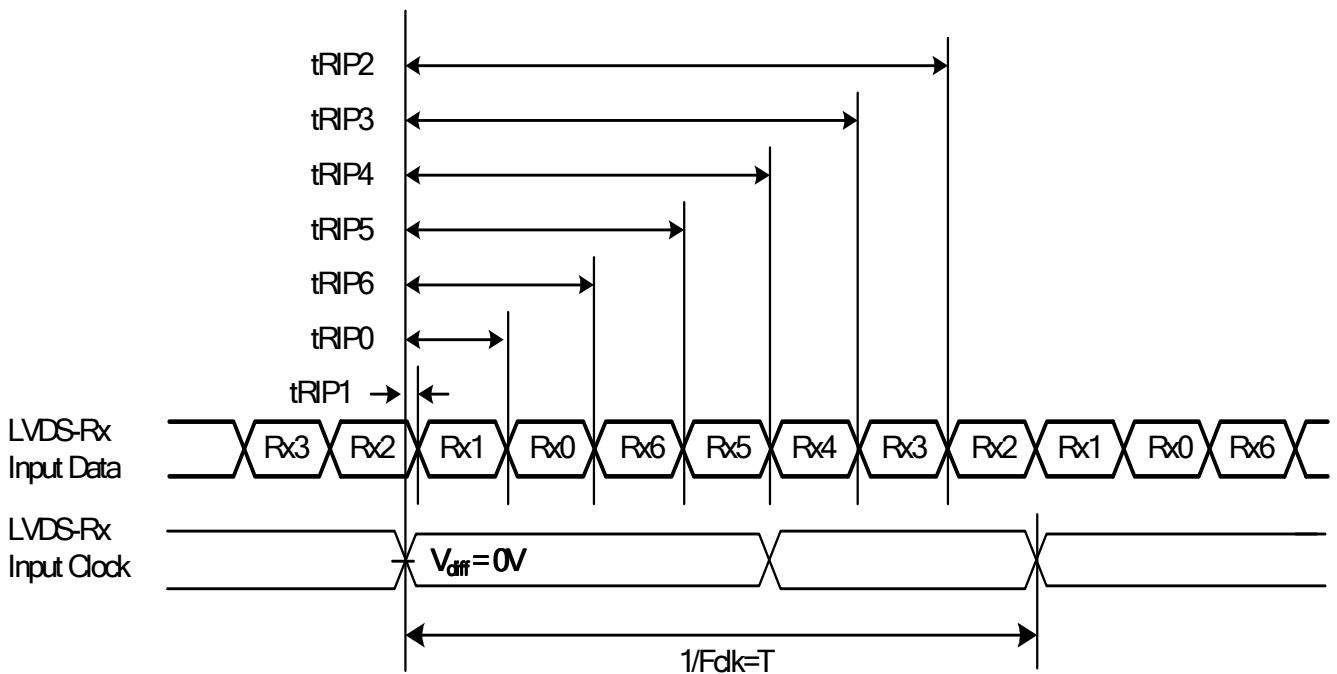 tRIP2
tRIP3
tRIP4
tRIP5
tRIP6
tRIP0
tRIP1
LVDS-Rx
Input Data
Rx3 Rx2 Rx1 Rx0 Rx6 Rx5 Rx4 Rx3 Rx2 Rx1 Rx0 Rx6
LVDS-Rx
Input Clock
Vdiff = 0V
1/Fclk=T